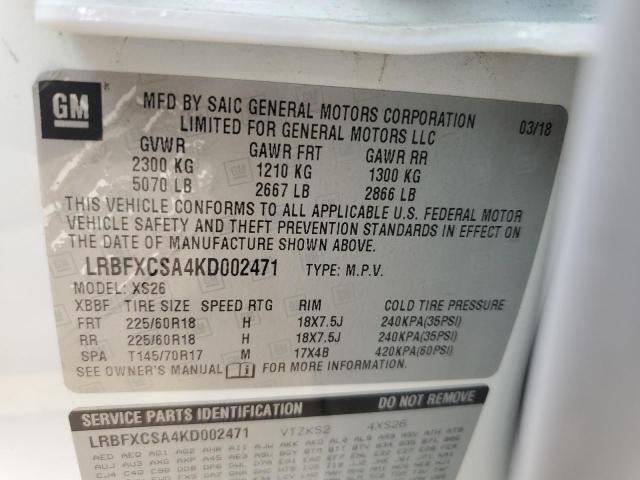 GM
MFD BY SAIC GENERAL MOTORS CORPORATION
LIMITED FOR GENERAL MOTORS LLC
03/18
GVWR GAWR FRT GAWR RR
2300 KG 1210 KG 1300 KG
5070 LB 2667 LB 2866 LB
THIS VEHICLE CONFORMS TO ALL APPLICABLE U.S. FEDERAL MOTOR
VEHICLE SAFETY AND THEFT PREVENTION STANDARDS IN EFFECT ON
THE DATE OF MANUFACTURE SHOWN ABOVE.
LRBFXCSA4KD002471 TYPE: M.P.V.
MODEL: XS26
XBBF TIRE SIZE SPEED RTG RIM COLD TIRE PRESSURE
FRT 225/60R18 H 18X7.5J 240KPA(35PSI)
RR 225/60R18 H 18X7.5J 240KPA(35PSI)
SPA T145/70R17 M 17X4B 420KPA(60PSI)
SEE OWNER'S MANUAL FOR MORE INFORMATION.
SERVICE PARTS IDENTIFICATION DO NOT REMOVE
LRBFXCSA4KD002471 VTZKS2 4XS26